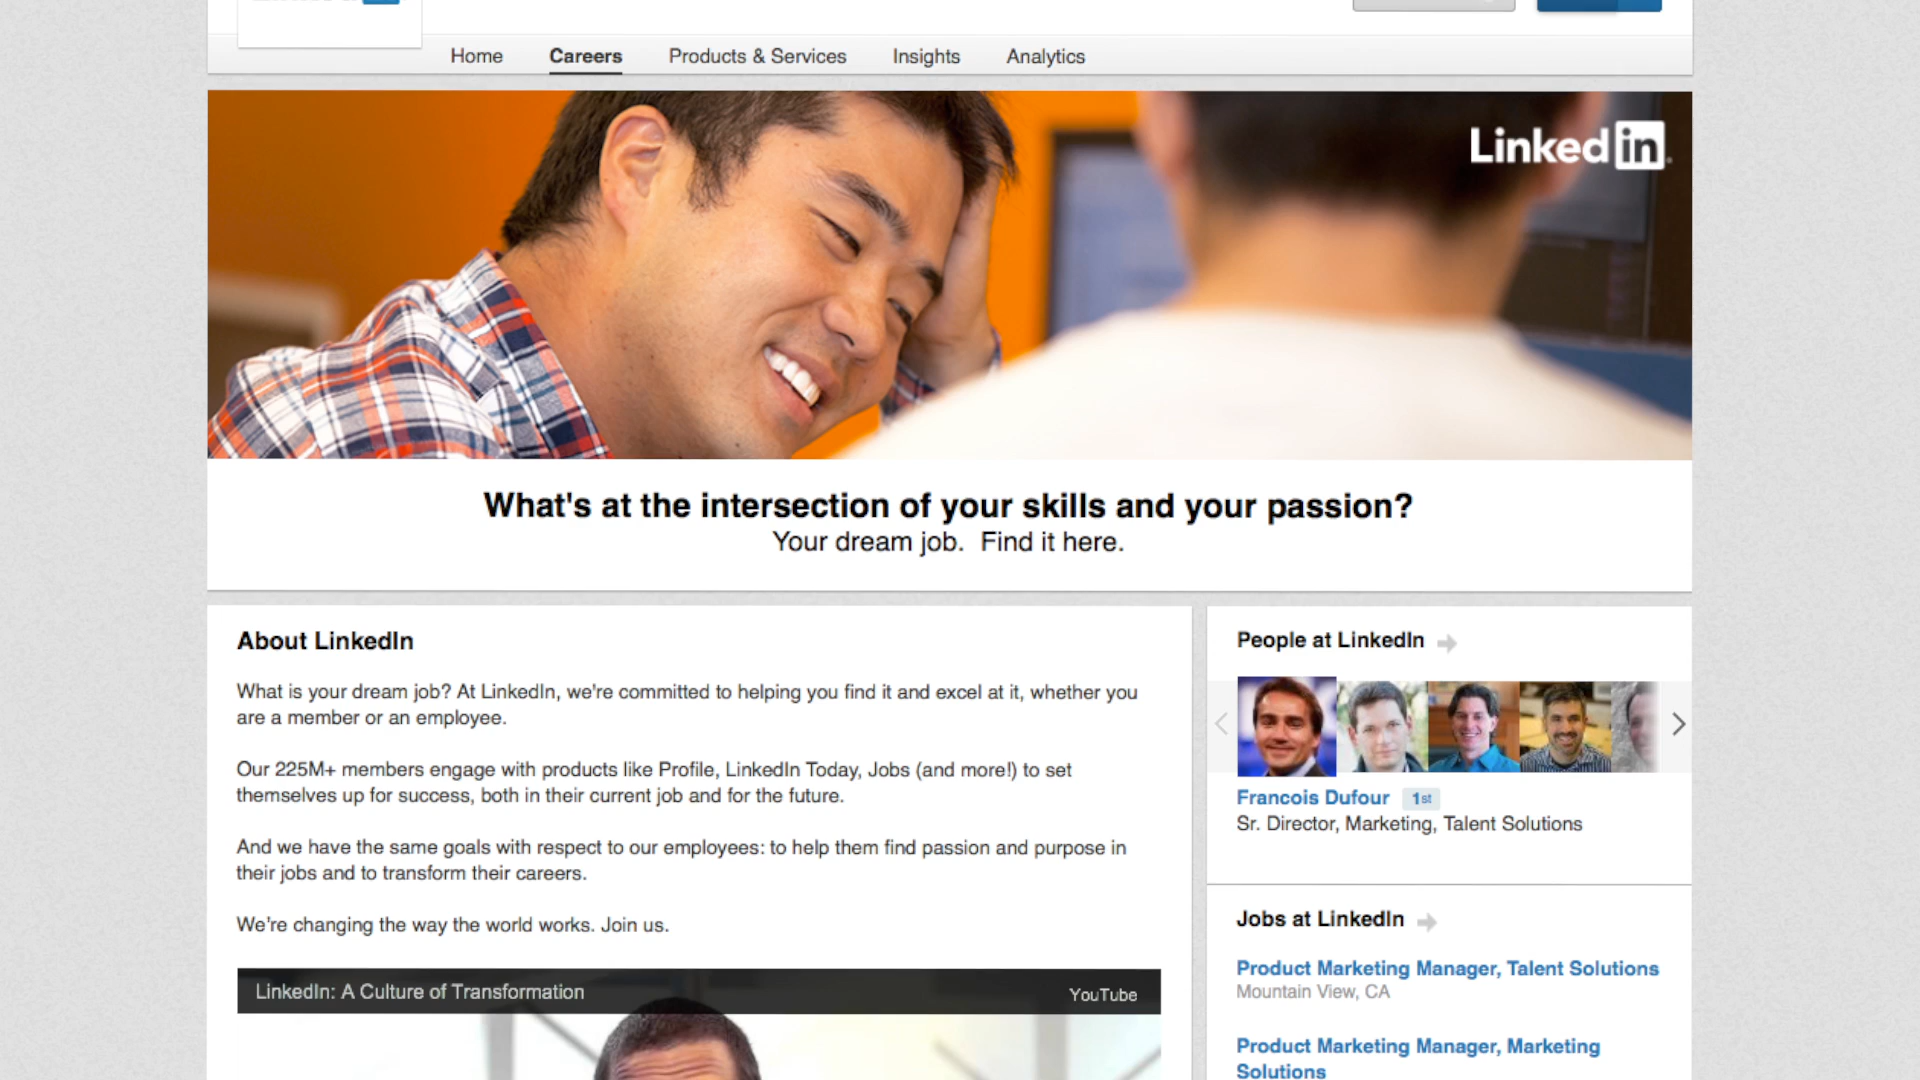 Home Careers Products & Services Insights Analytics
Linked in
What's at the intersection of your skills and your passion?
Your dream job. Find it here.
About LinkedIn
What is your dream job? At LinkedIn, we're committed to helping you find it and excel at it, whether you
are a member or an employee.
Our 225M+ members engage with products like Profile, LinkedIn Today, Jobs (and more!) to set
themselves up for success, both in their current job and for the future.
And we have the same goals with respect to our employees: to help them find passion and purpose in
their jobs and to transform their careers.
We're changing the way the world works. Join us.
LinkedIn: A Culture of Transformation YouTube
People at LinkedIn
Francois Dufour 1st
Sr. Director, Marketing, Talent Solutions
Jobs at LinkedIn
Product Marketing Manager, Talent Solutions
Mountain View, CA
Product Marketing Manager, Marketing
Solutions